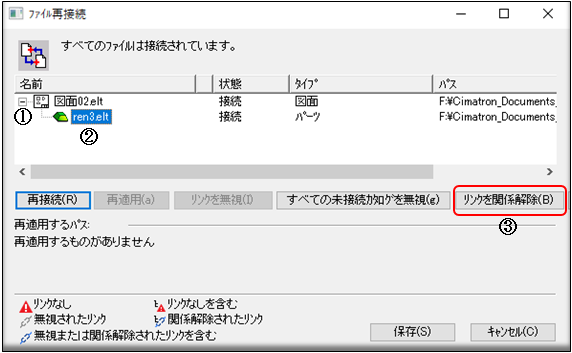 ﾌｧｲﾙ再接続
すべてのﾌｧｲﾙは接続されています。
名前 状態 ﾀｲﾌﾟ ﾊﾟｽ
① 図面02.elt 接続 図面 F:¥Cimatron_Documents_
ren3.elt 接続 ﾊﾟｰﾂ F:¥Cimatron_Documents_
②
再接続(R) 再適用(a) ﾘﾝｸを無視(I) すべての未接続ｶﾀﾛｸﾞを無視(g) ﾘﾝｸを関係解除(B)
③
再適用するﾊﾟｽ:
再適用するものがありません
ﾘﾝｸなし ﾘﾝｸなしを含む
無視されたﾘﾝｸ 関係解除されたﾘﾝｸ
無視または関係解除されたﾘﾝｸを含む
保存(S) ｷｬﾝｾﾙ(C)